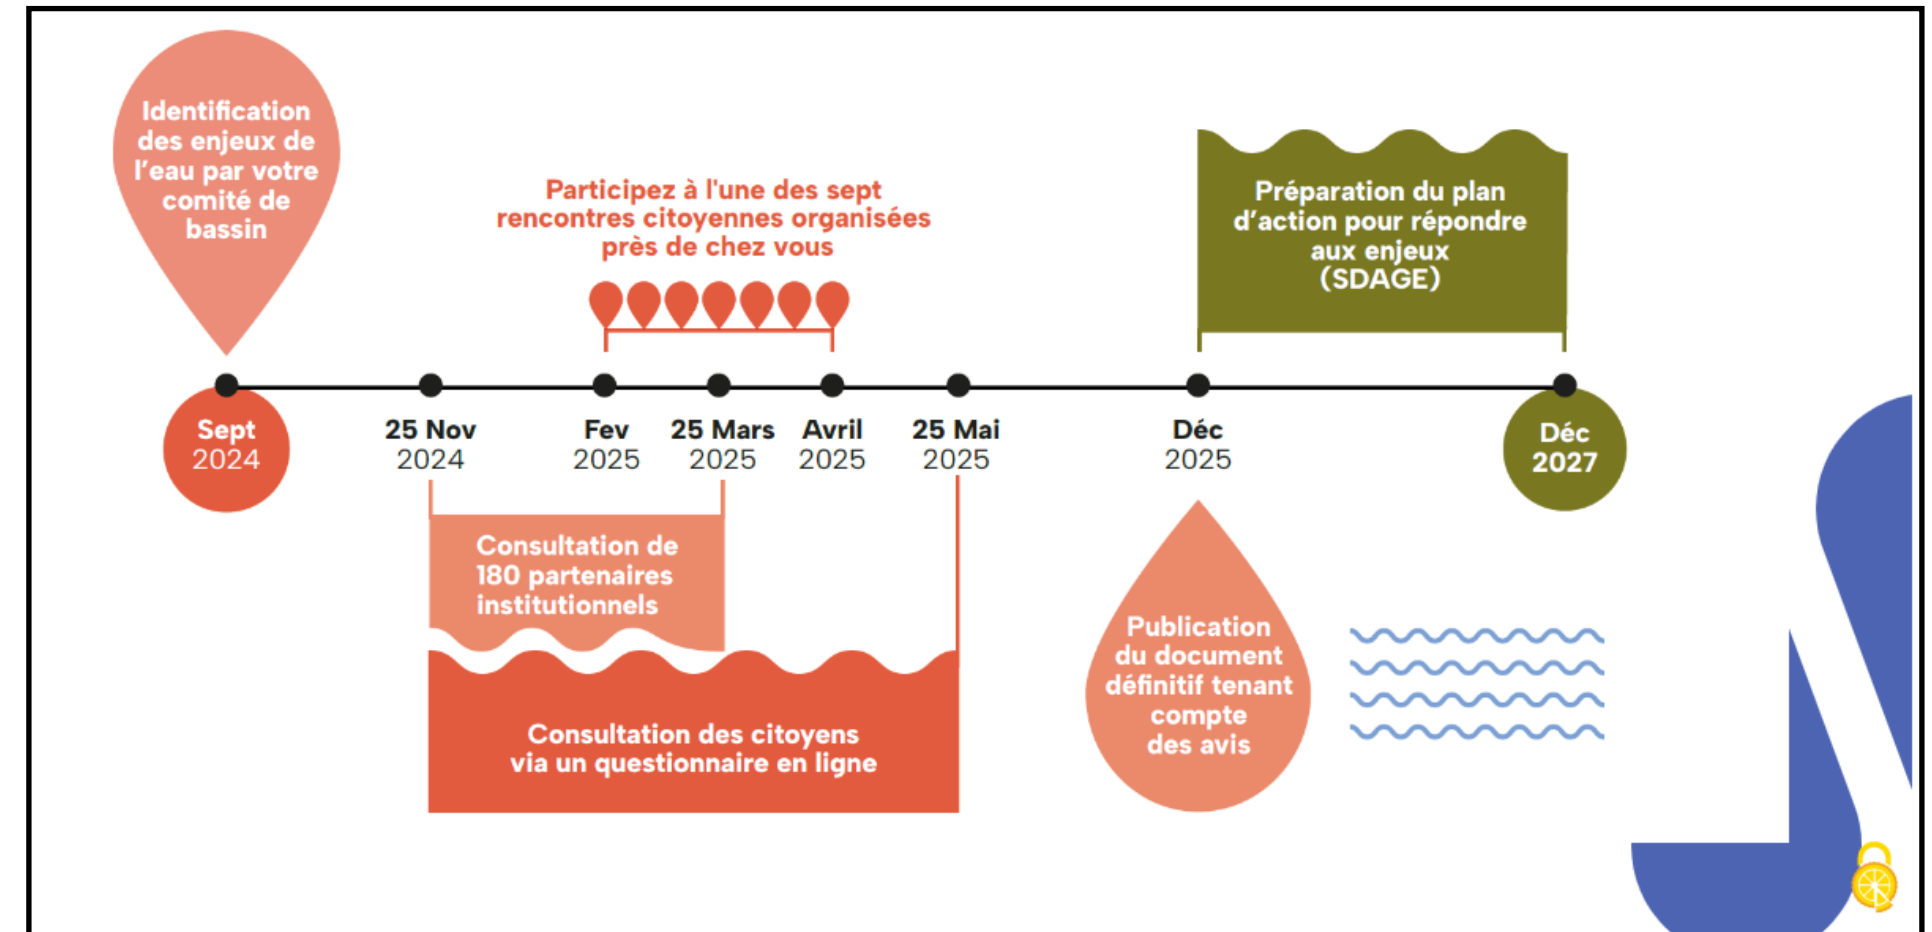 Identification
des enjeux de
l'eau par votre
comité de
bassin
Participez à l'une des sept
rencontres citoyennes organisées
près de chez vous
Préparation du plan
d'action pour répondre
aux enjeux
(SDAGE)
Sept
2024
25 Nov
2024
Fev
2025
25 Mars
2025
Avril
2025
25 Mai
2025
Déc
2025
Déc
2027
Consultation de
180 partenaires
institutionnels
Consultation des citoyens
via un questionnaire en ligne
Publication
du document
définitif tenant
compte
des avis